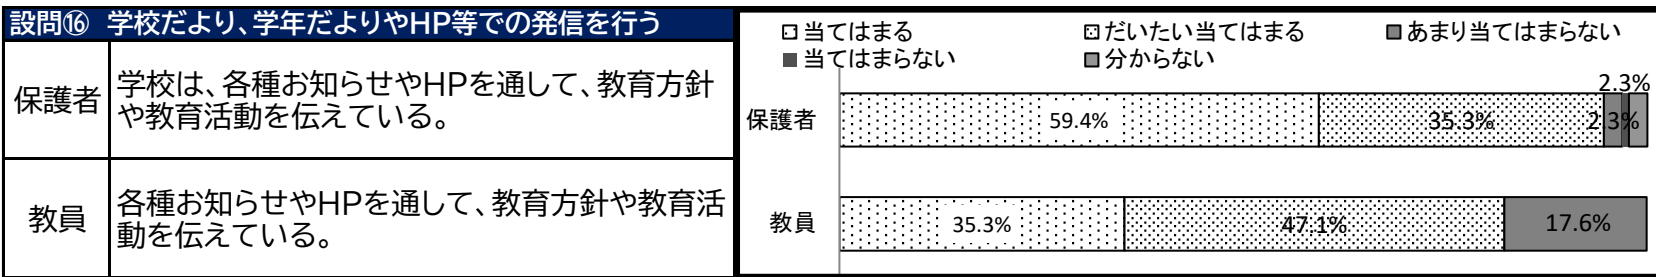 設問⑯ 学校だより、学年だよりやHP等での発信を行う
保護者
学校は、各種お知らせやHPを通して、教育方針
や教育活動を伝えている。
教員
各種お知らせやHPを通して、教育方針や教育活
動を伝えている。
当てはまる だいたい当てはまる あまり当てはまらない
当てはまらない 分からない
2.3%
保護者 59.4% 35.3% 2.3%
教員 35.3% 47.1% 17.6%